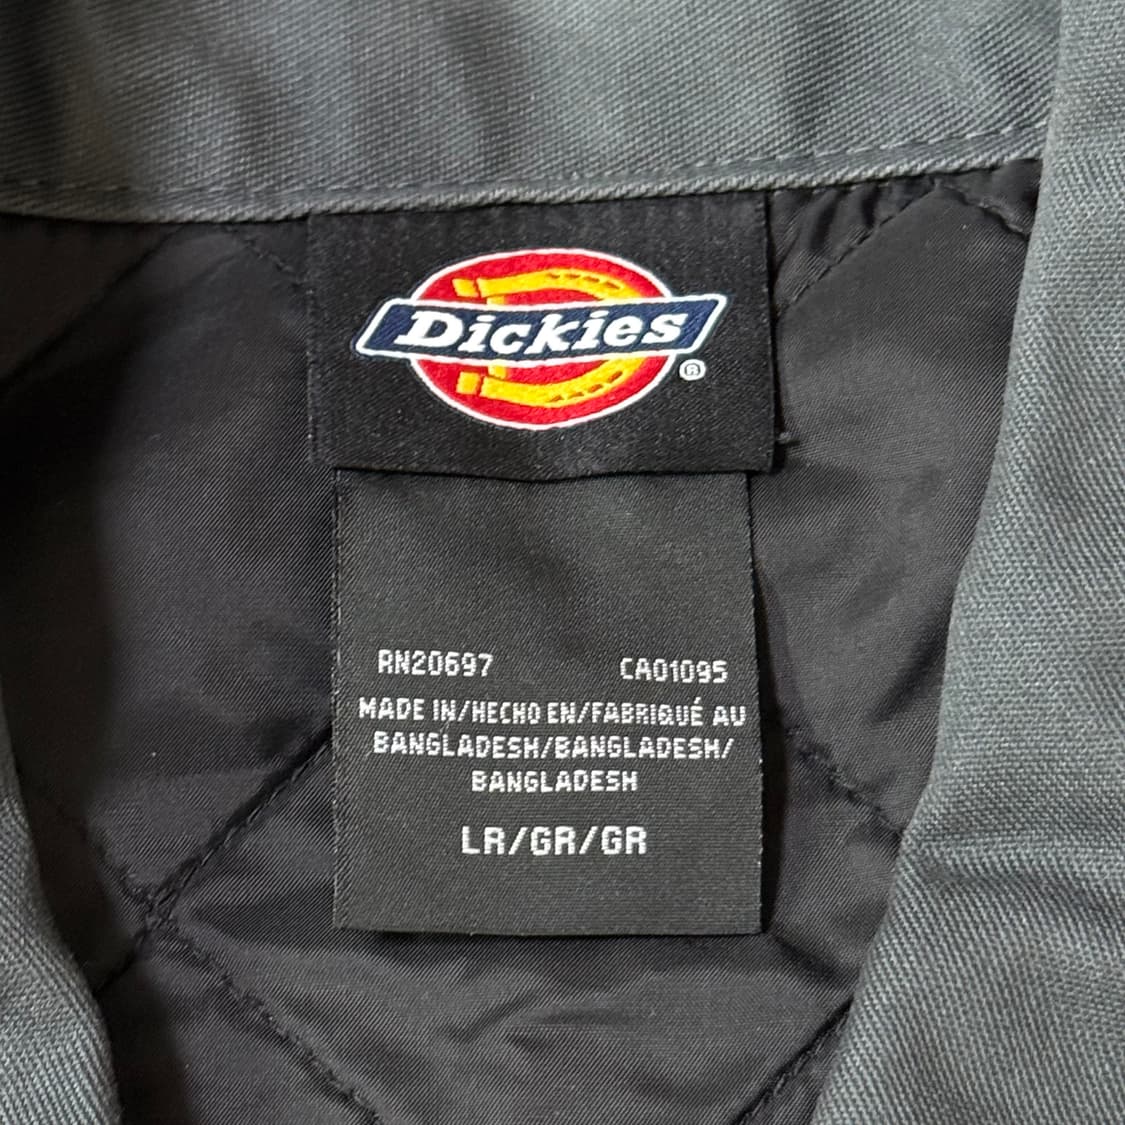 Dickies®
RN20697 CA01095
MADE IN/HECHO EN/FABRIQUÉ AU
BANGLADESH/BANGLADESH/
BANGLADESH
LR/GR/GR